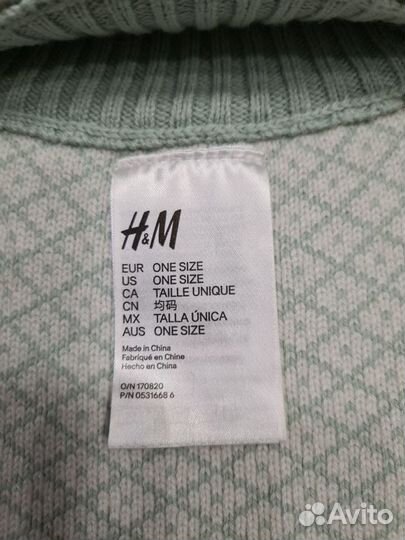 H&M
EUR ONE SIZE
US ONE SIZE
CA TAILLE UNIQUE
CN 均码
MX TALLA ÚNICA
AUS ONE SIZE
Made in China
Fabriqué en Chine
Hecho en China
O/N 170820
P/N 0531668 6
Avito